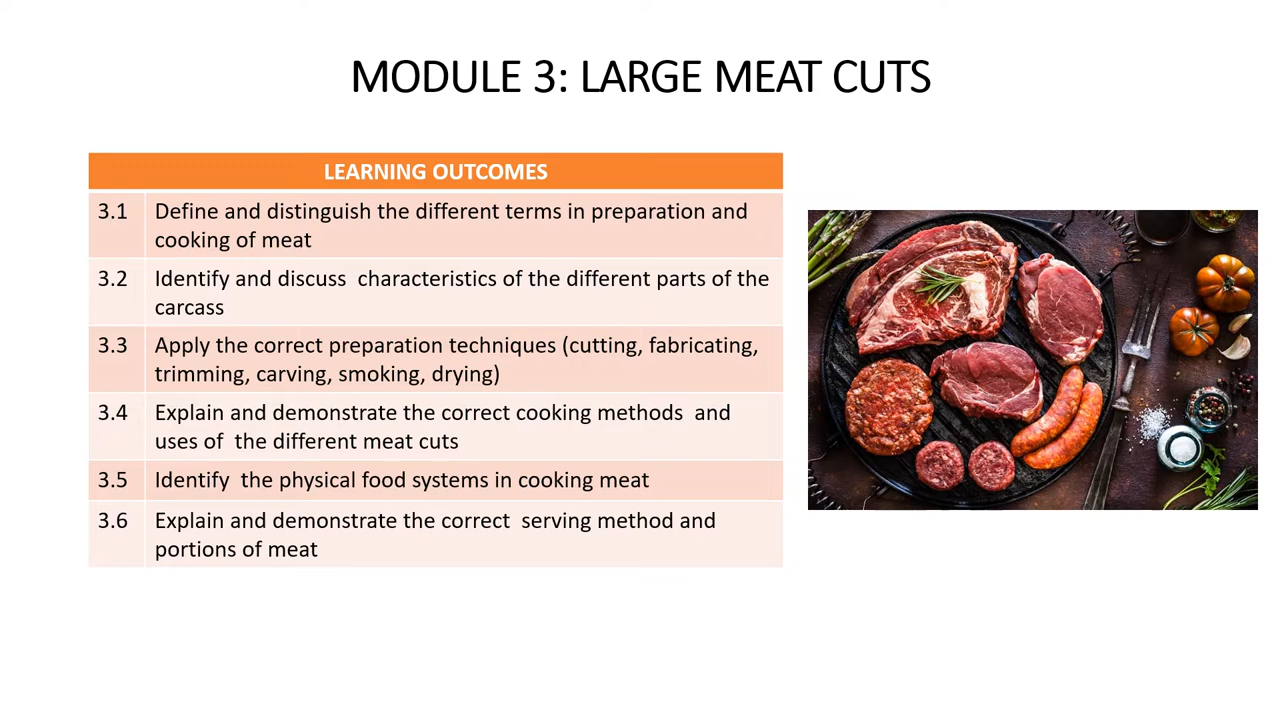 MODULE 3: LARGE MEAT CUTS
LEARNING OUTCOMES
3.1 Define and distinguish the different terms in preparation and
cooking of meat
3.2 Identify and discuss  characteristics of the different parts of the
carcass
3.3 Apply the correct preparation techniques (cutting, fabricating,
trimming, carving, smoking, drying)
3.4 Explain and demonstrate the correct cooking methods  and
uses of  the different meat cuts
3.5 Identify  the physical food systems in cooking meat
3.6 Explain and demonstrate the correct  serving method and
portions of meat